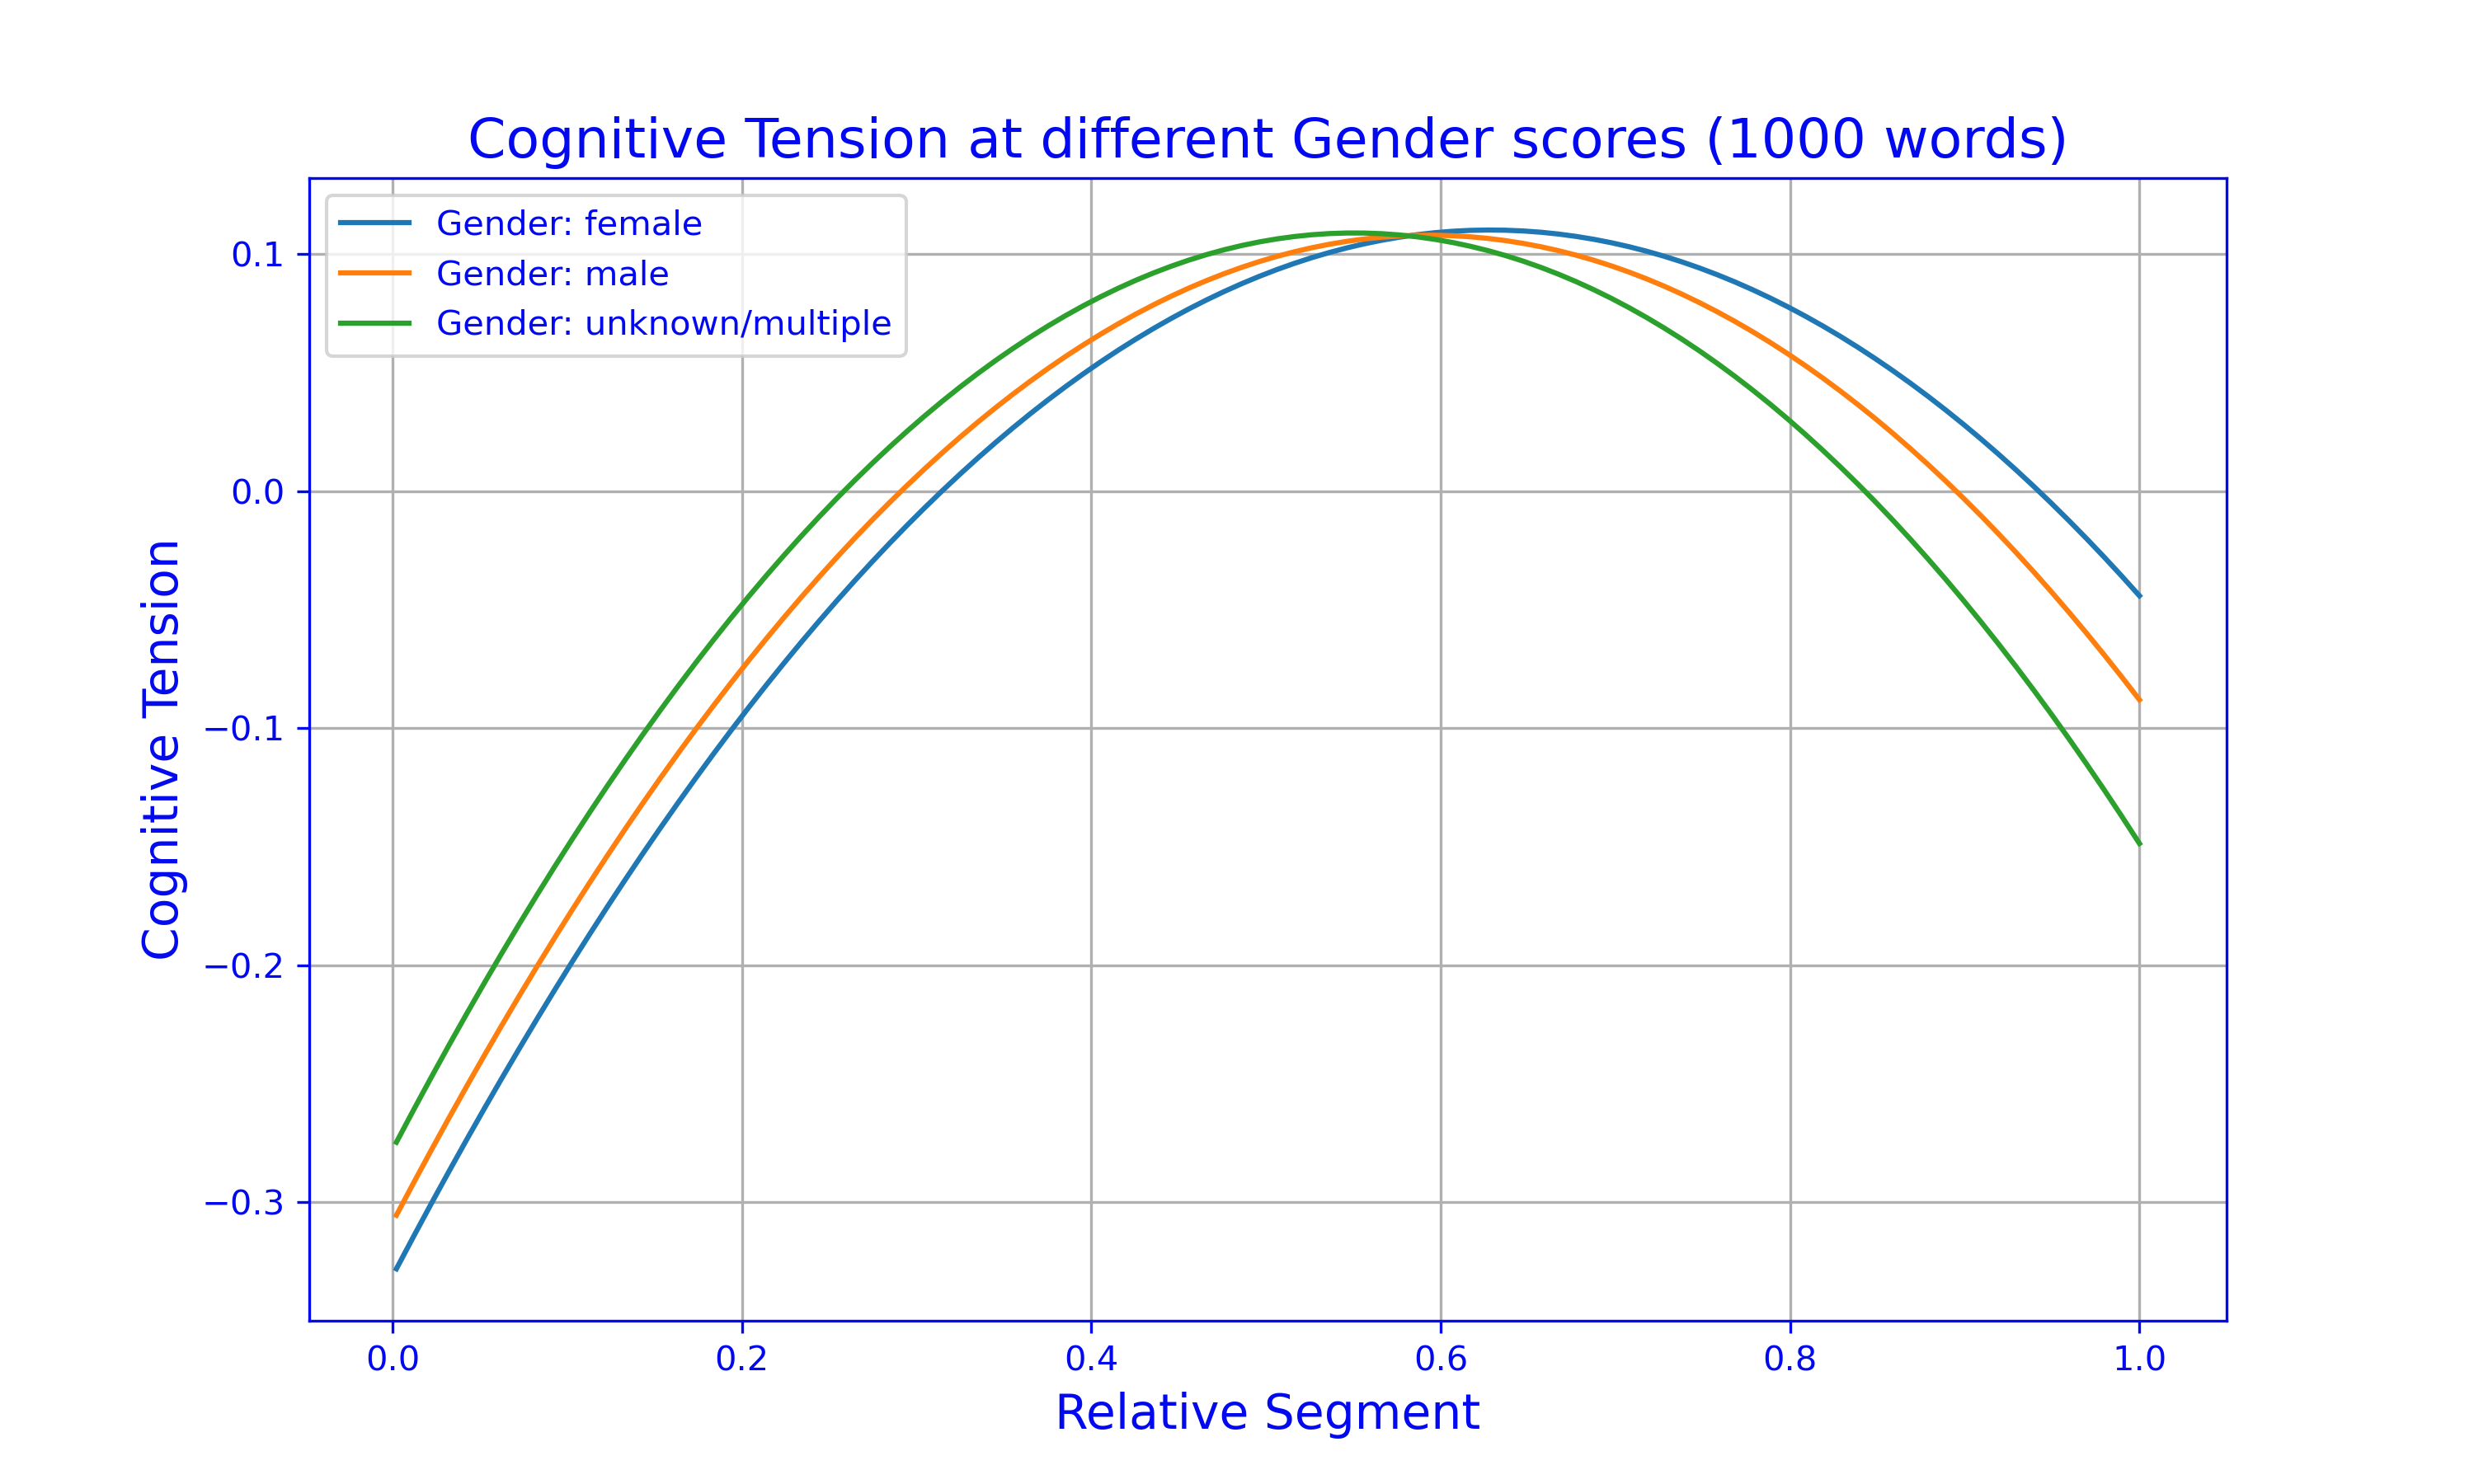 Cognitive Tension at different Gender scores (1000 words)
Gender: female
Gender: male
Gender: unknown/multiple
0.1
0.0
−0.1
−0.2
−0.3
Cognitive Tension
0.0 0.2 0.4 0.6 0.8 1.0
Relative Segment